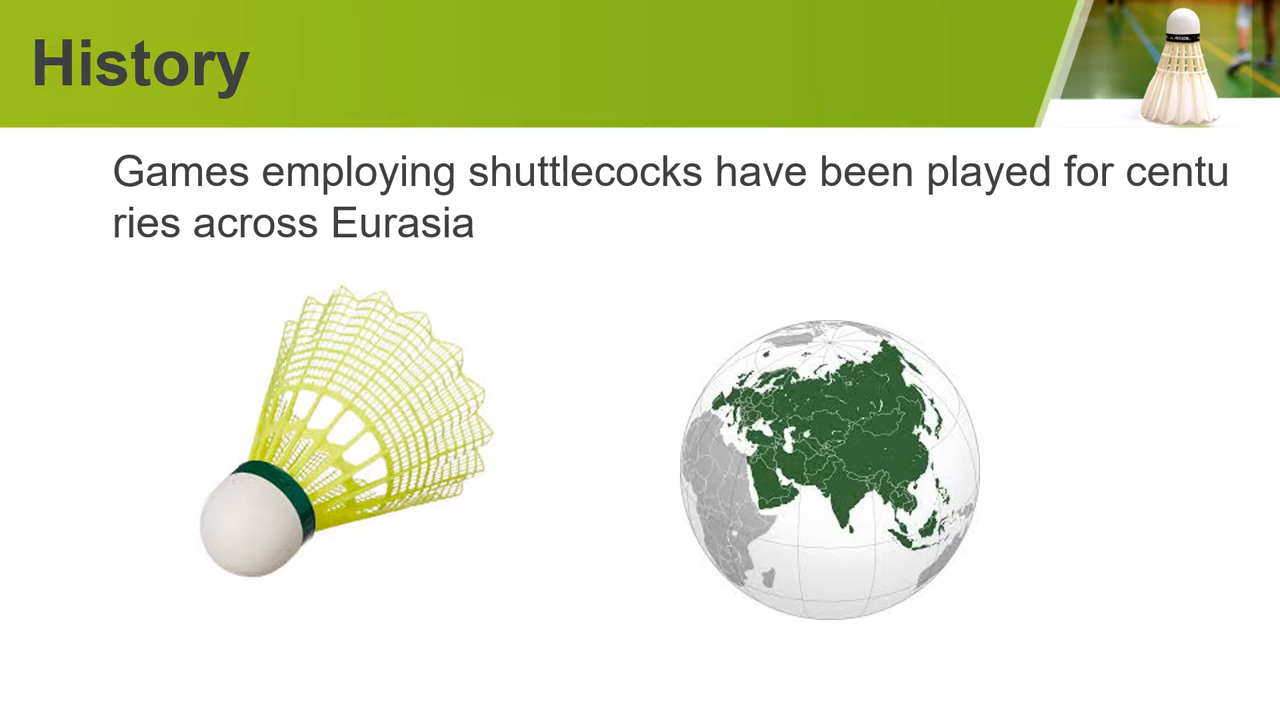 History
Games employing shuttlecocks have been played for centu
ries across Eurasia